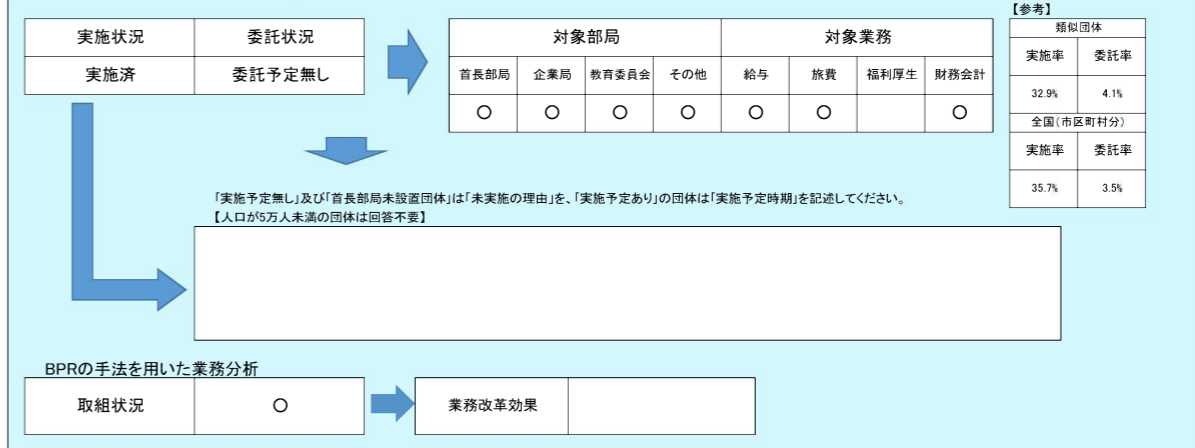 【参考】
実施状況 委託状況
実施済 委託予定無し
対象部局 対象業務
首長部局 企業局 教育委員会 その他 給与 旅費 福利厚生 財務会計
○ ○ ○ ○ ○ ○ ○
類似団体
実施率 委託率
32.9% 4.1%
全国(市区町村分)
実施率 委託率
35.7% 3.5%
「実施予定無し」及び「首長部局未設置団体」は「未実施の理由」を、「実施予定あり」の団体は「実施予定時期」を記述してください。
【人口が5万人未満の団体は回答不要】
BPRの手法を用いた業務分析
取組状況 ○
業務改革効果